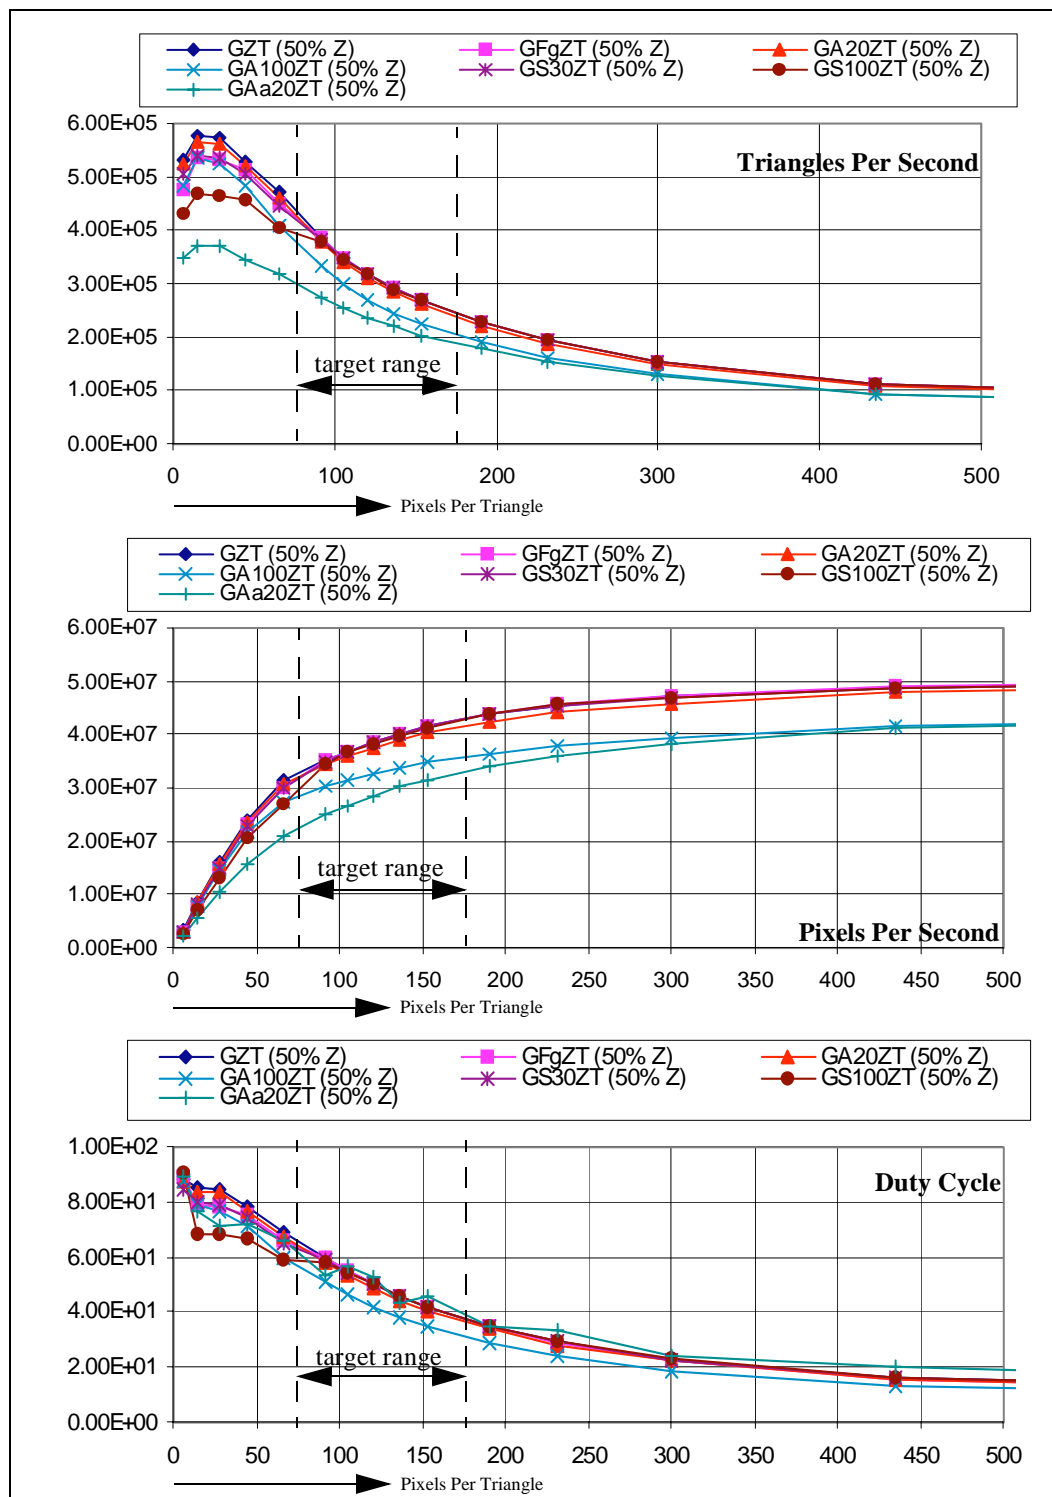 GZT (50% Z) GFgZT (50% Z) GA20ZT (50% Z)
GA100ZT (50% Z) GS30ZT (50% Z) GS100ZT (50% Z)
GAa20ZT (50% Z)
6.00E+05
Triangles Per Second
5.00E+05
4.00E+05
3.00E+05
2.00E+05
target range
1.00E+05
0.00E+00
0 100 200 300 400 500
Pixels Per Triangle
GZT (50% Z) GFgZT (50% Z) GA20ZT (50% Z)
GA100ZT (50% Z) GS30ZT (50% Z) GS100ZT (50% Z)
GAa20ZT (50% Z)
6.00E+07
5.00E+07
4.00E+07
3.00E+07
2.00E+07
target range
1.00E+07
0.00E+00
Pixels Per Second
0 50 100 150 200 250 300 350 400 450 500
Pixels Per Triangle
GZT (50% Z) GFgZT (50% Z) GA20ZT (50% Z)
GA100ZT (50% Z) GS30ZT (50% Z) GS100ZT (50% Z)
GAa20ZT (50% Z)
1.00E+02
Duty Cycle
8.00E+01
6.00E+01
4.00E+01
target range
2.00E+01
0.00E+00
0 50 100 150 200 250 300 350 400 450 500
Pixels Per Triangle